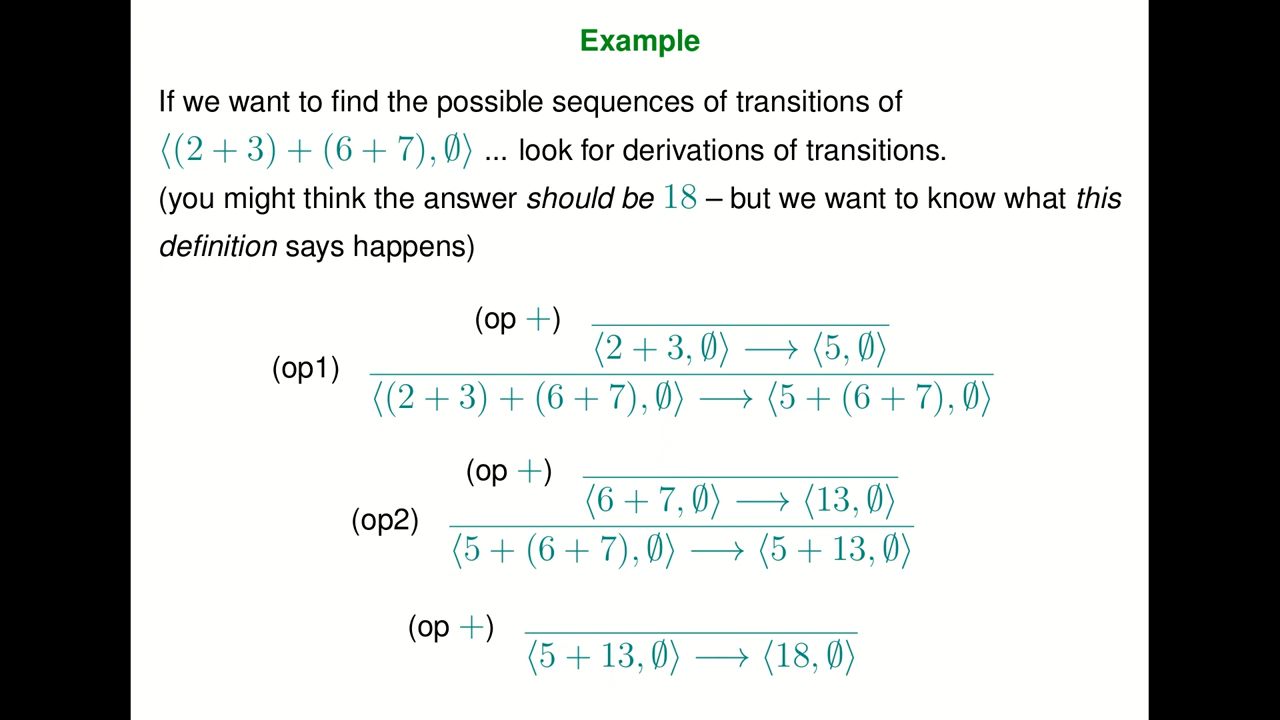 Example
If we want to find the possible sequences of transitions of
⟨(2 + 3) + (6 + 7), ∅⟩ ... look for derivations of transitions.
(you might think the answer should be 18 – but we want to know what this
definition says happens)
(op +)
⟨2 + 3, ∅⟩ ⟶ ⟨5, ∅⟩
(op1)
⟨(2 + 3) + (6 + 7), ∅⟩ ⟶ ⟨5 + (6 + 7), ∅⟩
(op +)
⟨6 + 7, ∅⟩ ⟶ ⟨13, ∅⟩
(op2)
⟨5 + (6 + 7), ∅⟩ ⟶ ⟨5 + 13, ∅⟩
(op +)
⟨5 + 13, ∅⟩ ⟶ ⟨18, ∅⟩